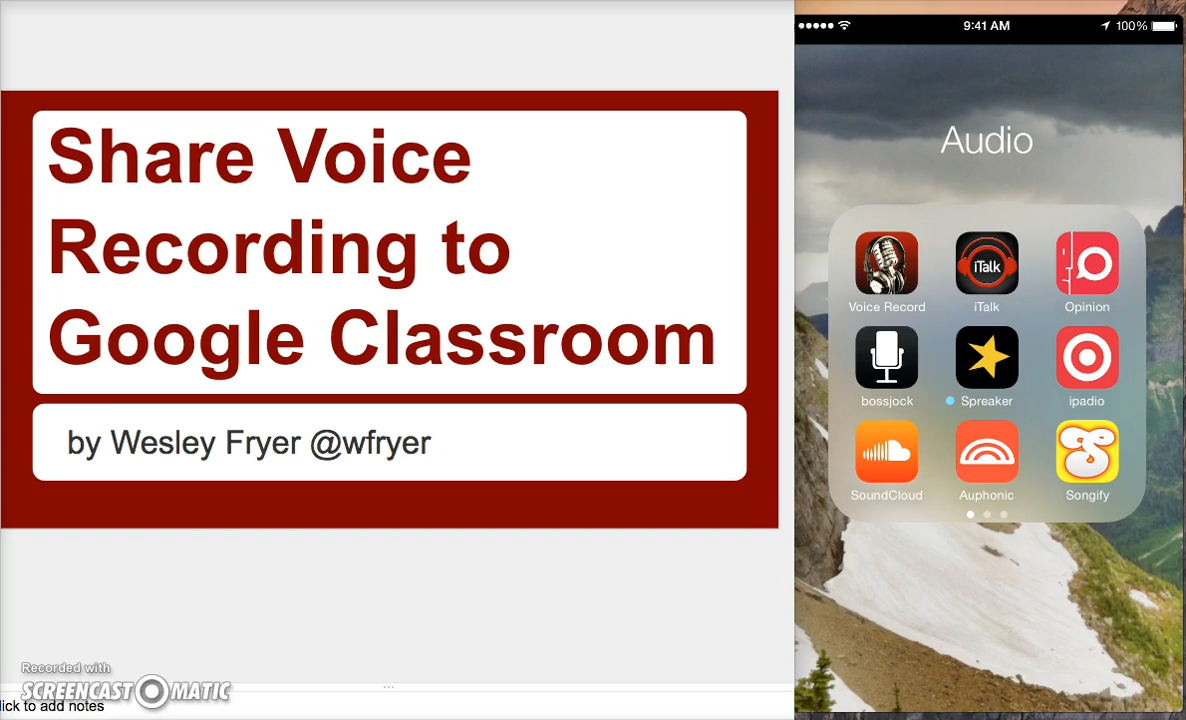 Share Voice
Recording to
Google Classroom
by Wesley Fryer @wfryer
Recorded with
SCREENCAST-O-MATIC
lick to add notes
9:41 AM
100%
Audio
iTalk
Voice Record
iTalk
Opinion
bossjock
Spreaker
ipadio
SoundCloud
Auphonic
Songify